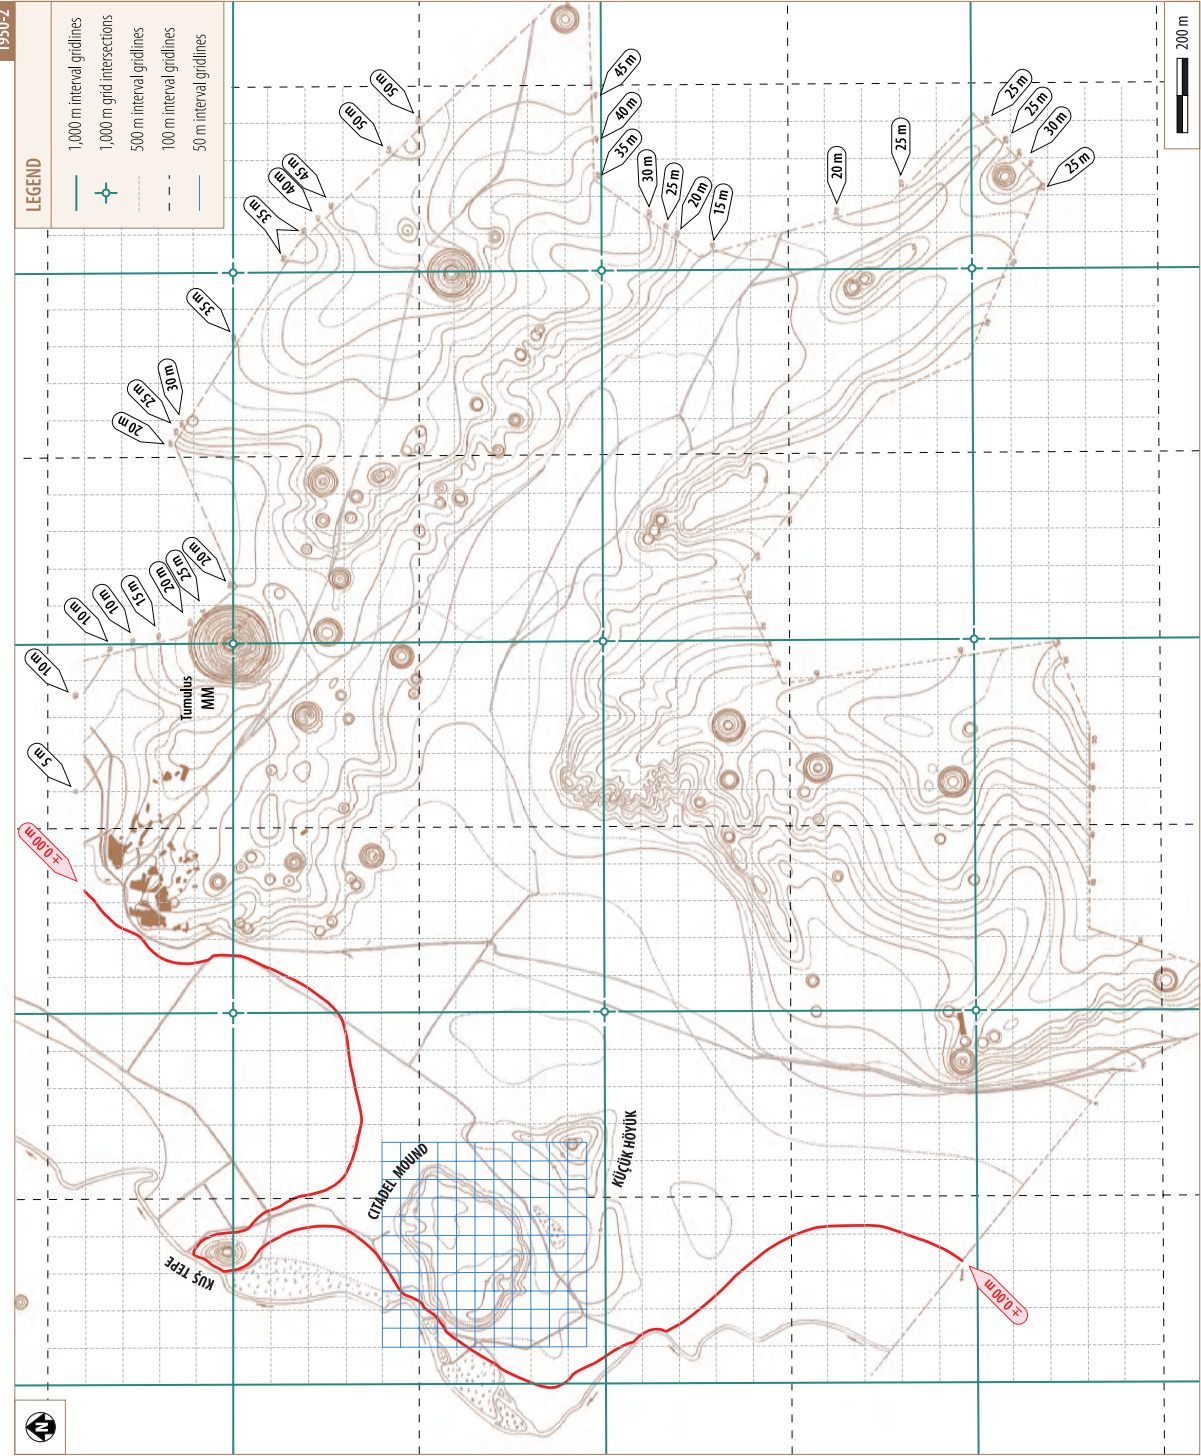 1950-2
LEGEND
1,000 m interval gridlines
1,000 m grid intersections
500 m interval gridlines
100 m interval gridlines
50 m interval gridlines
200 m
N
± 0.00 m
5 m
10 m
10 m
10 m
15 m
20 m
25 m
20 m
20 m
25 m
30 m
35 m
35 m
40 m
45 m
50 m
50 m
45 m
40 m
35 m
30 m
25 m
20 m
15 m
20 m
25 m
25 m
25 m
30 m
25 m
± 0.00 m
Tumulus
MM
KUŞ TEPE
CITADEL MOUND
KÜÇÜK HÖYÜK